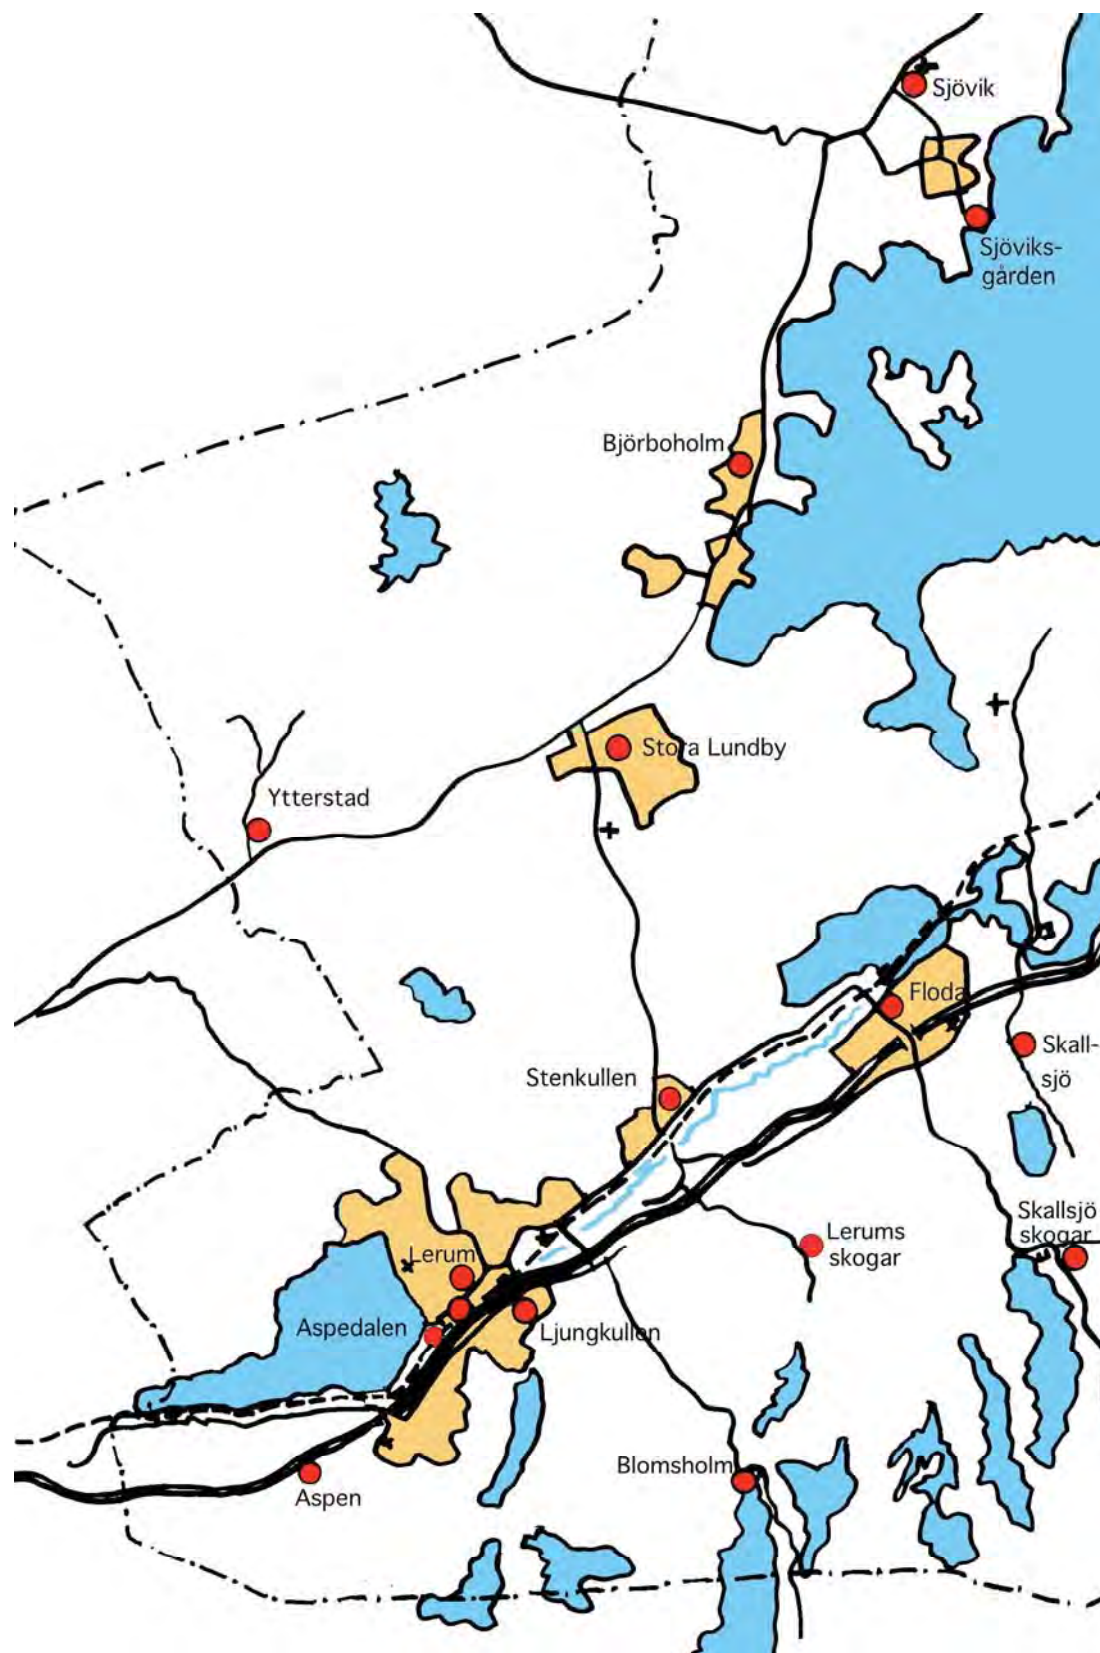 Sjövik
Sjöviks-
gården
Björboholm
Stora Lundby
Ytterstad
Floda
Skall-
sjö
Stenkullen
Skallsjö
skogar
Lerums
skogar
Lerum
Aspedalen
Ljungkullen
Blomsholm
Aspen